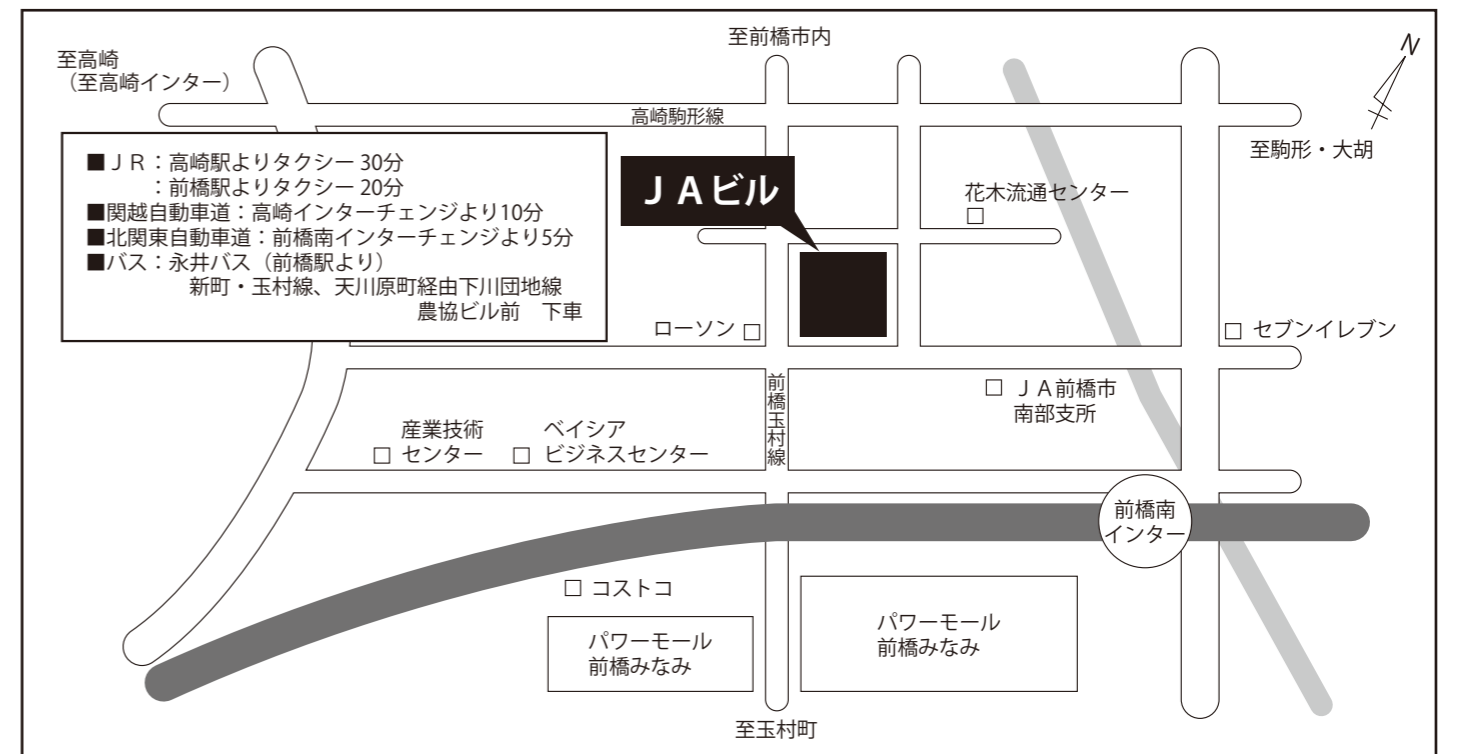 至前橋市内
N
至高崎
（至高崎インター）
高崎駒形線
至駒形・大胡
■ＪＲ：高崎駅よりタクシー 30分
：前橋駅よりタクシー 20分
■関越自動車道：高崎インターチェンジより10分
■北関東自動車道：前橋南インターチェンジより5分
■バス：永井バス（前橋駅より）
新町・玉村線、天川原町経由下川団地線
農協ビル前　下車
ＪＡビル
花木流通センター
□
ローソン □
□ セブンイレブン
前橋玉村線
□ ＪＡ前橋市
南部支所
産業技術
□ センター
ベイシア
□ ビジネスセンター
前橋南
インター
□ コストコ
パワーモール
前橋みなみ
パワーモール
前橋みなみ
至玉村町